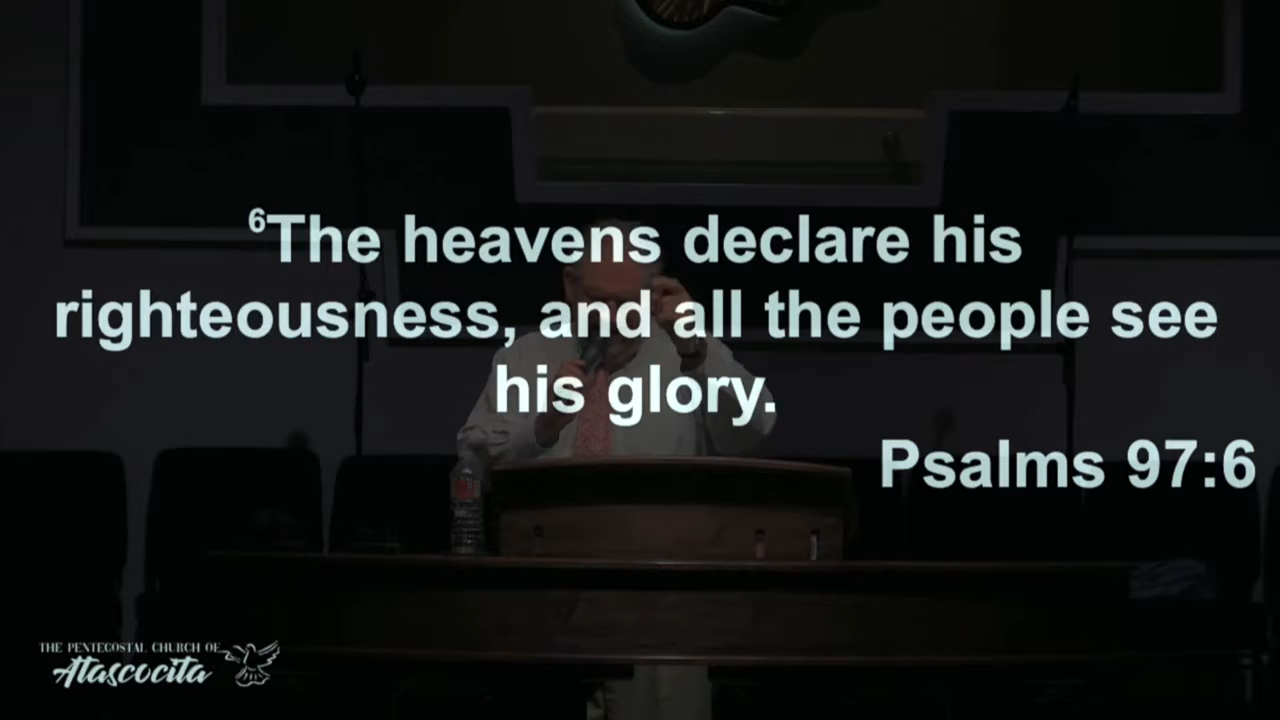 ⁶The heavens declare his
righteousness, and all the people see
his glory.
Psalms 97:6
THE PENTECOSTAL CHURCH OF
Atascocita